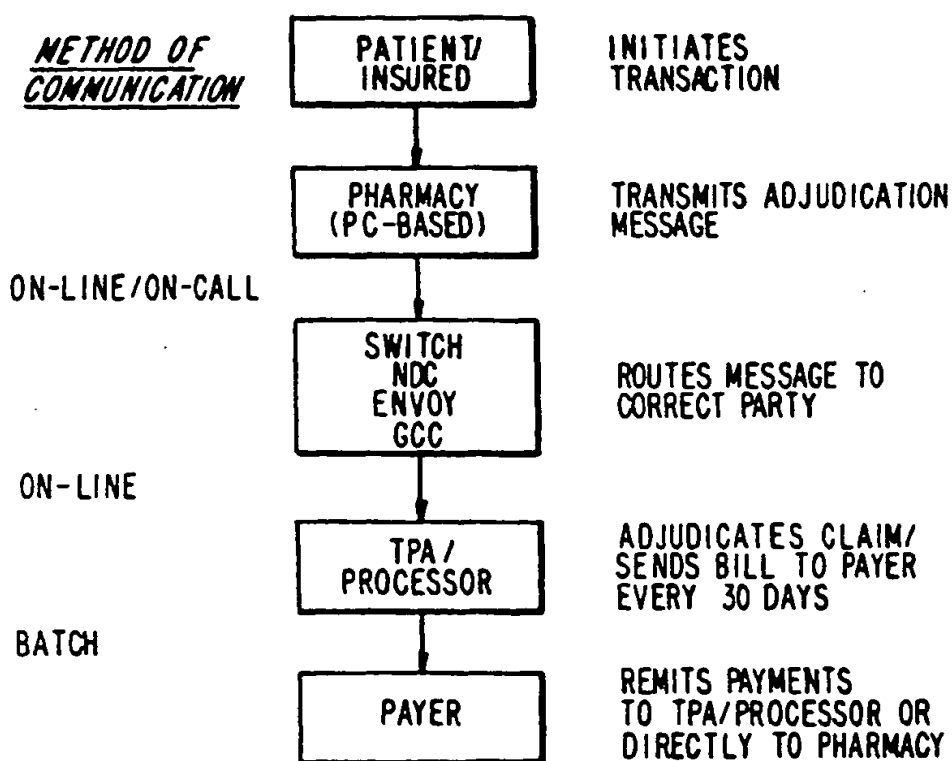 METHOD OF
COMMUNICATION
PATIENT/
INSURED
INITIATES
TRANSACTION
PHARMACY
(PC-BASED)
TRANSMITS ADJUDICATION
MESSAGE
ON-LINE/ON-CALL
SWITCH
NDC
ENVOY
GCC
ROUTES MESSAGE TO
CORRECT PARTY
ON-LINE
TPA/
PROCESSOR
ADJUDICATES CLAIM/
SENDS BILL TO PAYER
EVERY 30 DAYS
BATCH
PAYER
REMITS PAYMENTS
TO TPA/PROCESSOR OR
DIRECTLY TO PHARMACY